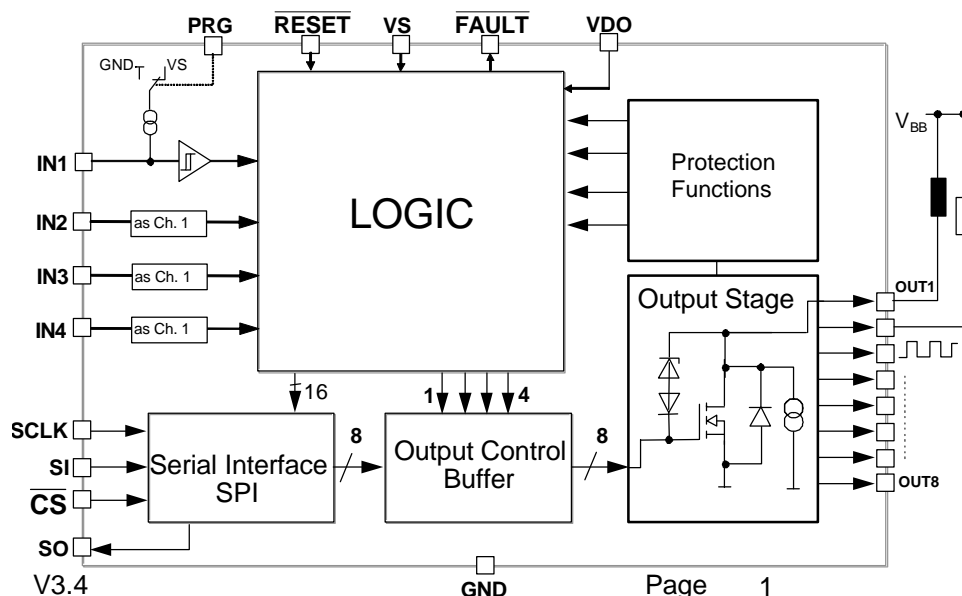 PRG
RESET
VS
FAULT
VDO
GND
VS
VBB
IN1
LOGIC
Protection
Functions
IN2
as Ch. 1
IN3
as Ch. 1
IN4
as Ch. 1
Output Stage
OUT1
16
1
4
SCLK
SI
CS
SO
Serial Interface
SPI
8
Output Control
Buffer
8
OUT8
GND
V3.4
Page 1